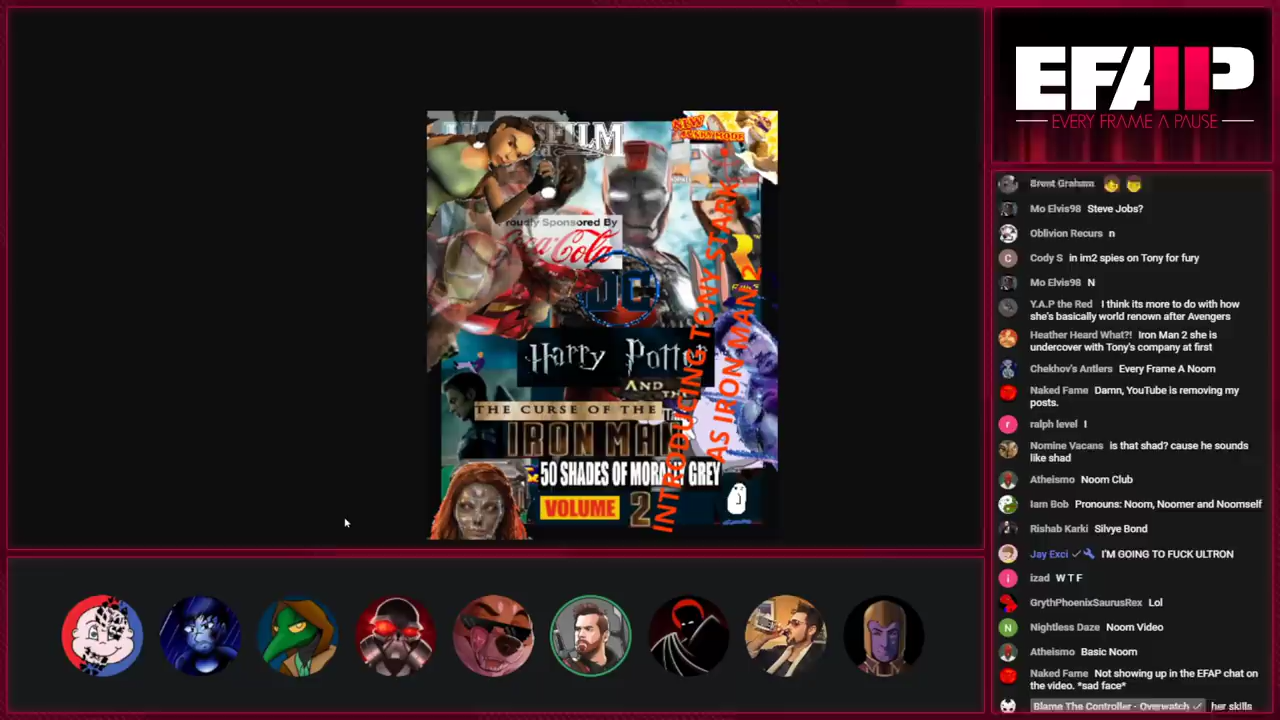 FILM
NEW
Proudly Sponsored By
Coca-Cola
DC
Harry Potter
AND THE
THE CURSE OF THE
IRON MAN
50 SHADES OF MORALLY GREY
VOLUME 2
INTRODUCING TONY STARK
AS IRON MAN 2
EFAP
EVERY FRAME A PAUSE
Brent Graham
Mo Elvis98 Steve Jobs?
Oblivion Recurs n
Cody S in im2 spies on Tony for fury
Mo Elvis98 N
Y.A.P the Red I think its more to do with how
she's basically world renown after Avengers
Heather Heard What?! Iron Man 2 she is
undercover with Tony's company at first
Chekhov's Antlers Every Frame A Noom
Naked Fame Damn, YouTube is removing my
posts.
ralph level I
Nomine Vacans is that shad? cause he sounds
like shad
Atheismo Noom Club
Iam Bob Pronouns: Noom, Noomer and Noomself
Rishab Karki Silvye Bond
Jay Exci I'M GOING TO FUCK ULTRON
izad W T F
GrythPhoenixSaurusRex Lol
Nightless Daze Noom Video
Atheismo Basic Noom
Naked Fame Not showing up in the EFAP chat on
the video. *sad face*
Blame The Controller - Overwatch her skills